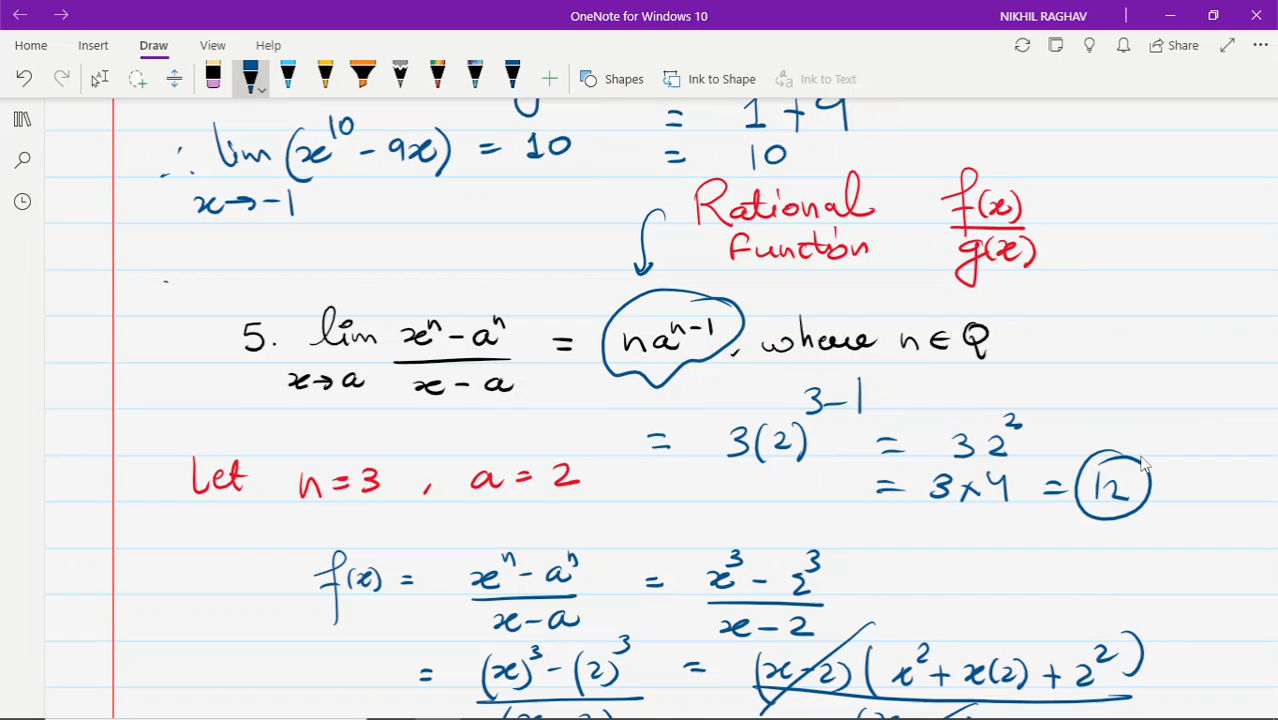 OneNote for Windows 10
NIKHIL RAGHAV
Home Insert Draw View Help
Share
Shapes Ink to Shape Ink to Text
= 1 + 9
∴ lim (x^10 - 9x) = 10
x → -1
= 10
Rational f(x)
Function g(x)
5. lim x^n - a^n = na^(n-1), where n ∈ Q
x→a x - a
= 3(2)^(3-1) = 3 2^2
Let n = 3 , a = 2
= 3 × 4 = 12
f(x) = x^n - a^n = x^3 - 2^3
x - a x - 2
= (x)^3 - (2)^3 = (x-2) (x^2 + x(2) + 2^2)